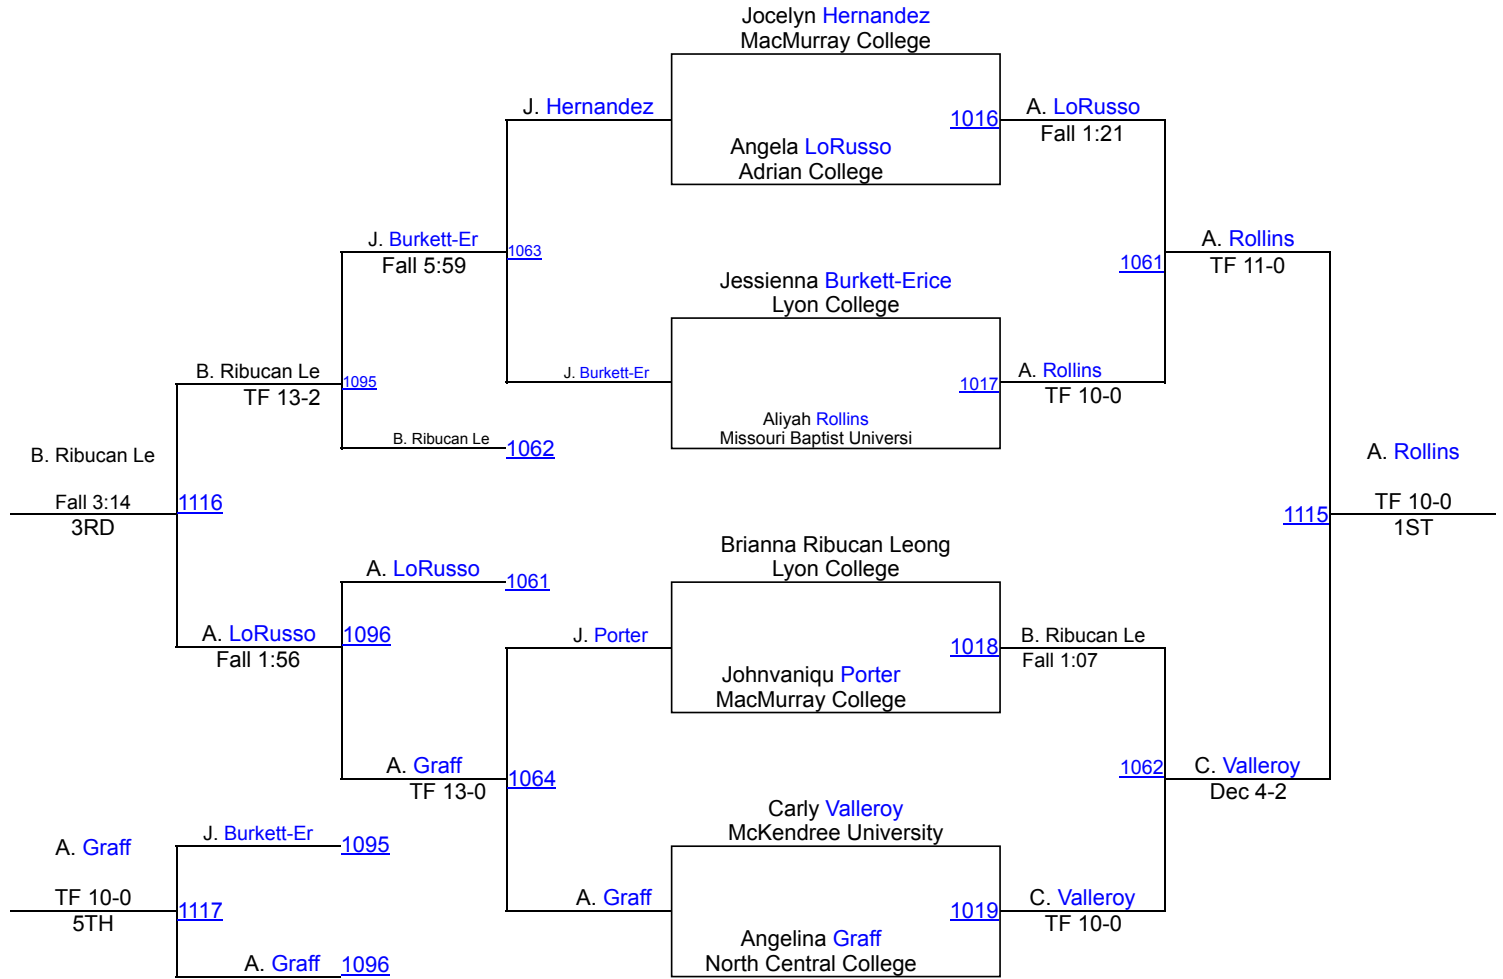 Jocelyn Hernandez
MacMurray College
J. Hernandez
1016
A. LoRusso
Fall 1:21
Angela LoRusso
Adrian College
J. Burkett-Er
Fall 5:59
1063
1061
A. Rollins
TF 11-0
Jessienna Burkett-Erice
Lyon College
B. Ribucan Le
TF 13-2
1095
J. Burkett-Er
1017
A. Rollins
TF 10-0
Aliyah Rollins
Missouri Baptist Universi
B. Ribucan Le
1062
B. Ribucan Le
Fall 3:14
3RD
1116
1115
A. Rollins
TF 10-0
1ST
Brianna Ribucan Leong
Lyon College
A. LoRusso
1061
A. LoRusso
Fall 1:56
1096
J. Porter
1018
B. Ribucan Le
Fall 1:07
Johnvaniqu Porter
MacMurray College
A. Graff
TF 13-0
1064
1062
C. Valleroy
Dec 4-2
Carly Valleroy
McKendree University
J. Burkett-Er
1095
A. Graff
TF 10-0
5TH
1117
A. Graff
1019
C. Valleroy
TF 10-0
Angelina Graff
North Central College
A. Graff
1096